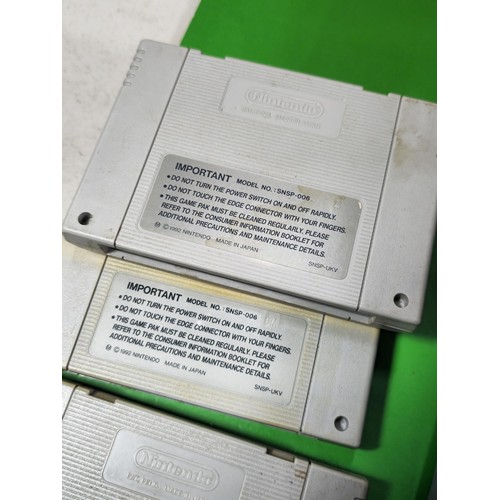 Nintendo
IMPORTANT MODEL NO.: SNSP-006
• DO NOT TURN THE POWER SWITCH ON AND OFF RAPIDLY.
• DO NOT TOUCH THE EDGE CONNECTOR WITH YOUR FINGERS.
• THIS GAME PAK MUST BE CLEANED REGULARLY. PLEASE
REFER TO THE CONSUMER INFORMATION BOOKLET FOR
ADDITIONAL PRECAUTIONS AND MAINTENANCE DETAILS.
© 1992 NINTENDO MADE IN JAPAN
SNSP-UKV
IMPORTANT MODEL NO.: SNSP-006
• DO NOT TURN THE POWER SWITCH ON AND OFF RAPIDLY.
• DO NOT TOUCH THE EDGE CONNECTOR WITH YOUR FINGERS.
• THIS GAME PAK MUST BE CLEANED REGULARLY. PLEASE
REFER TO THE CONSUMER INFORMATION BOOKLET FOR
ADDITIONAL PRECAUTIONS AND MAINTENANCE DETAILS.
© 1992 NINTENDO MADE IN JAPAN
SNSP-UKV
Nintendo